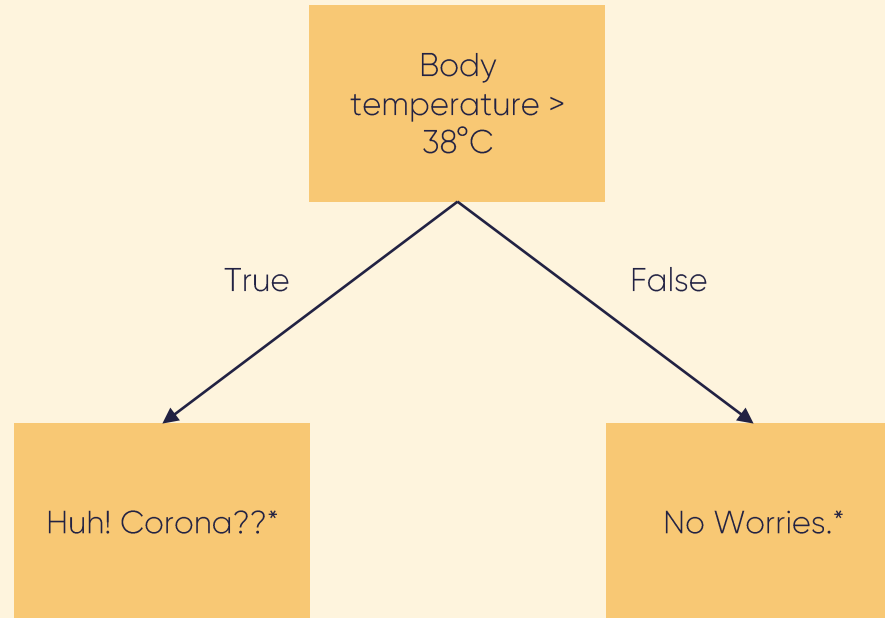 Body
temperature >
38°C
True
False
Huh! Corona??*
No Worries.*